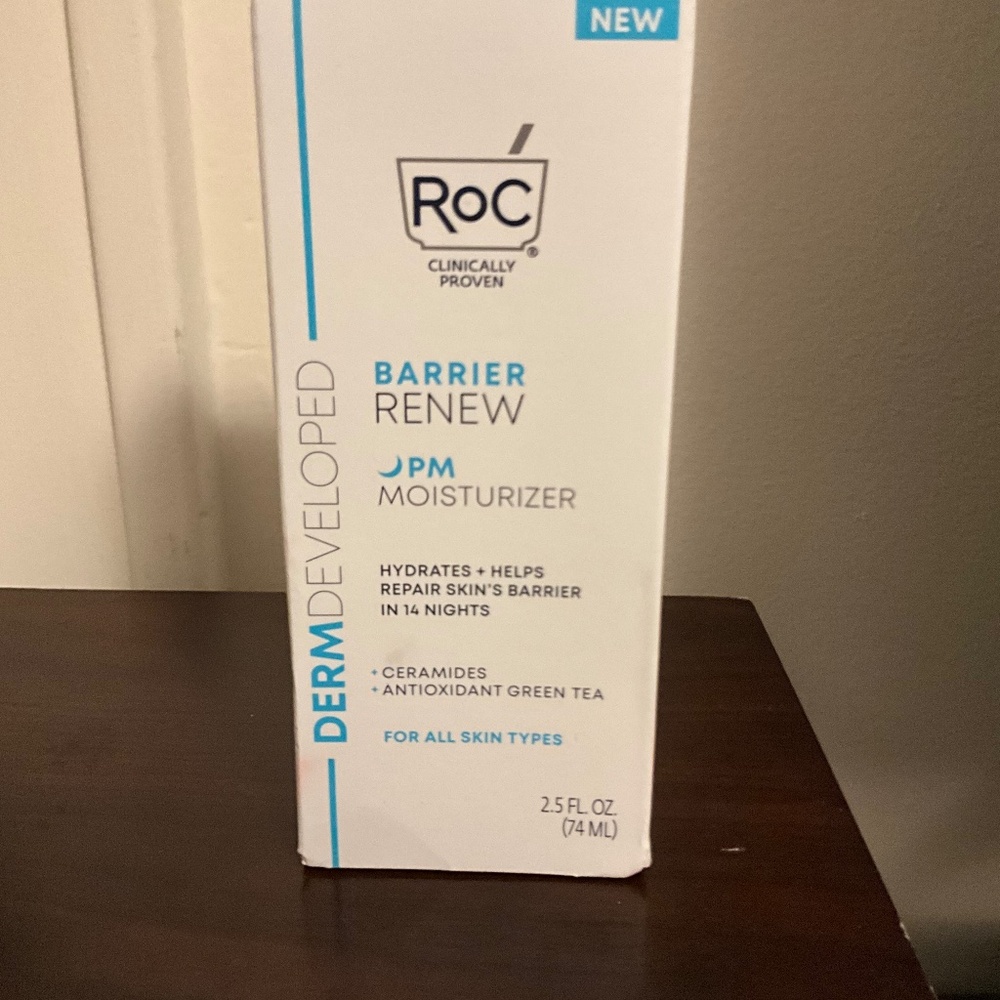 NEW
RoC®
CLINICALLY
PROVEN
BARRIER
RENEW
PM
MOISTURIZER
HYDRATES + HELPS
REPAIR SKIN'S BARRIER
IN 14 NIGHTS
+ CERAMIDES
+ ANTIOXIDANT GREEN TEA
FOR ALL SKIN TYPES
2.5 FL. OZ.
(74 ML)
DERMDEVELOPED